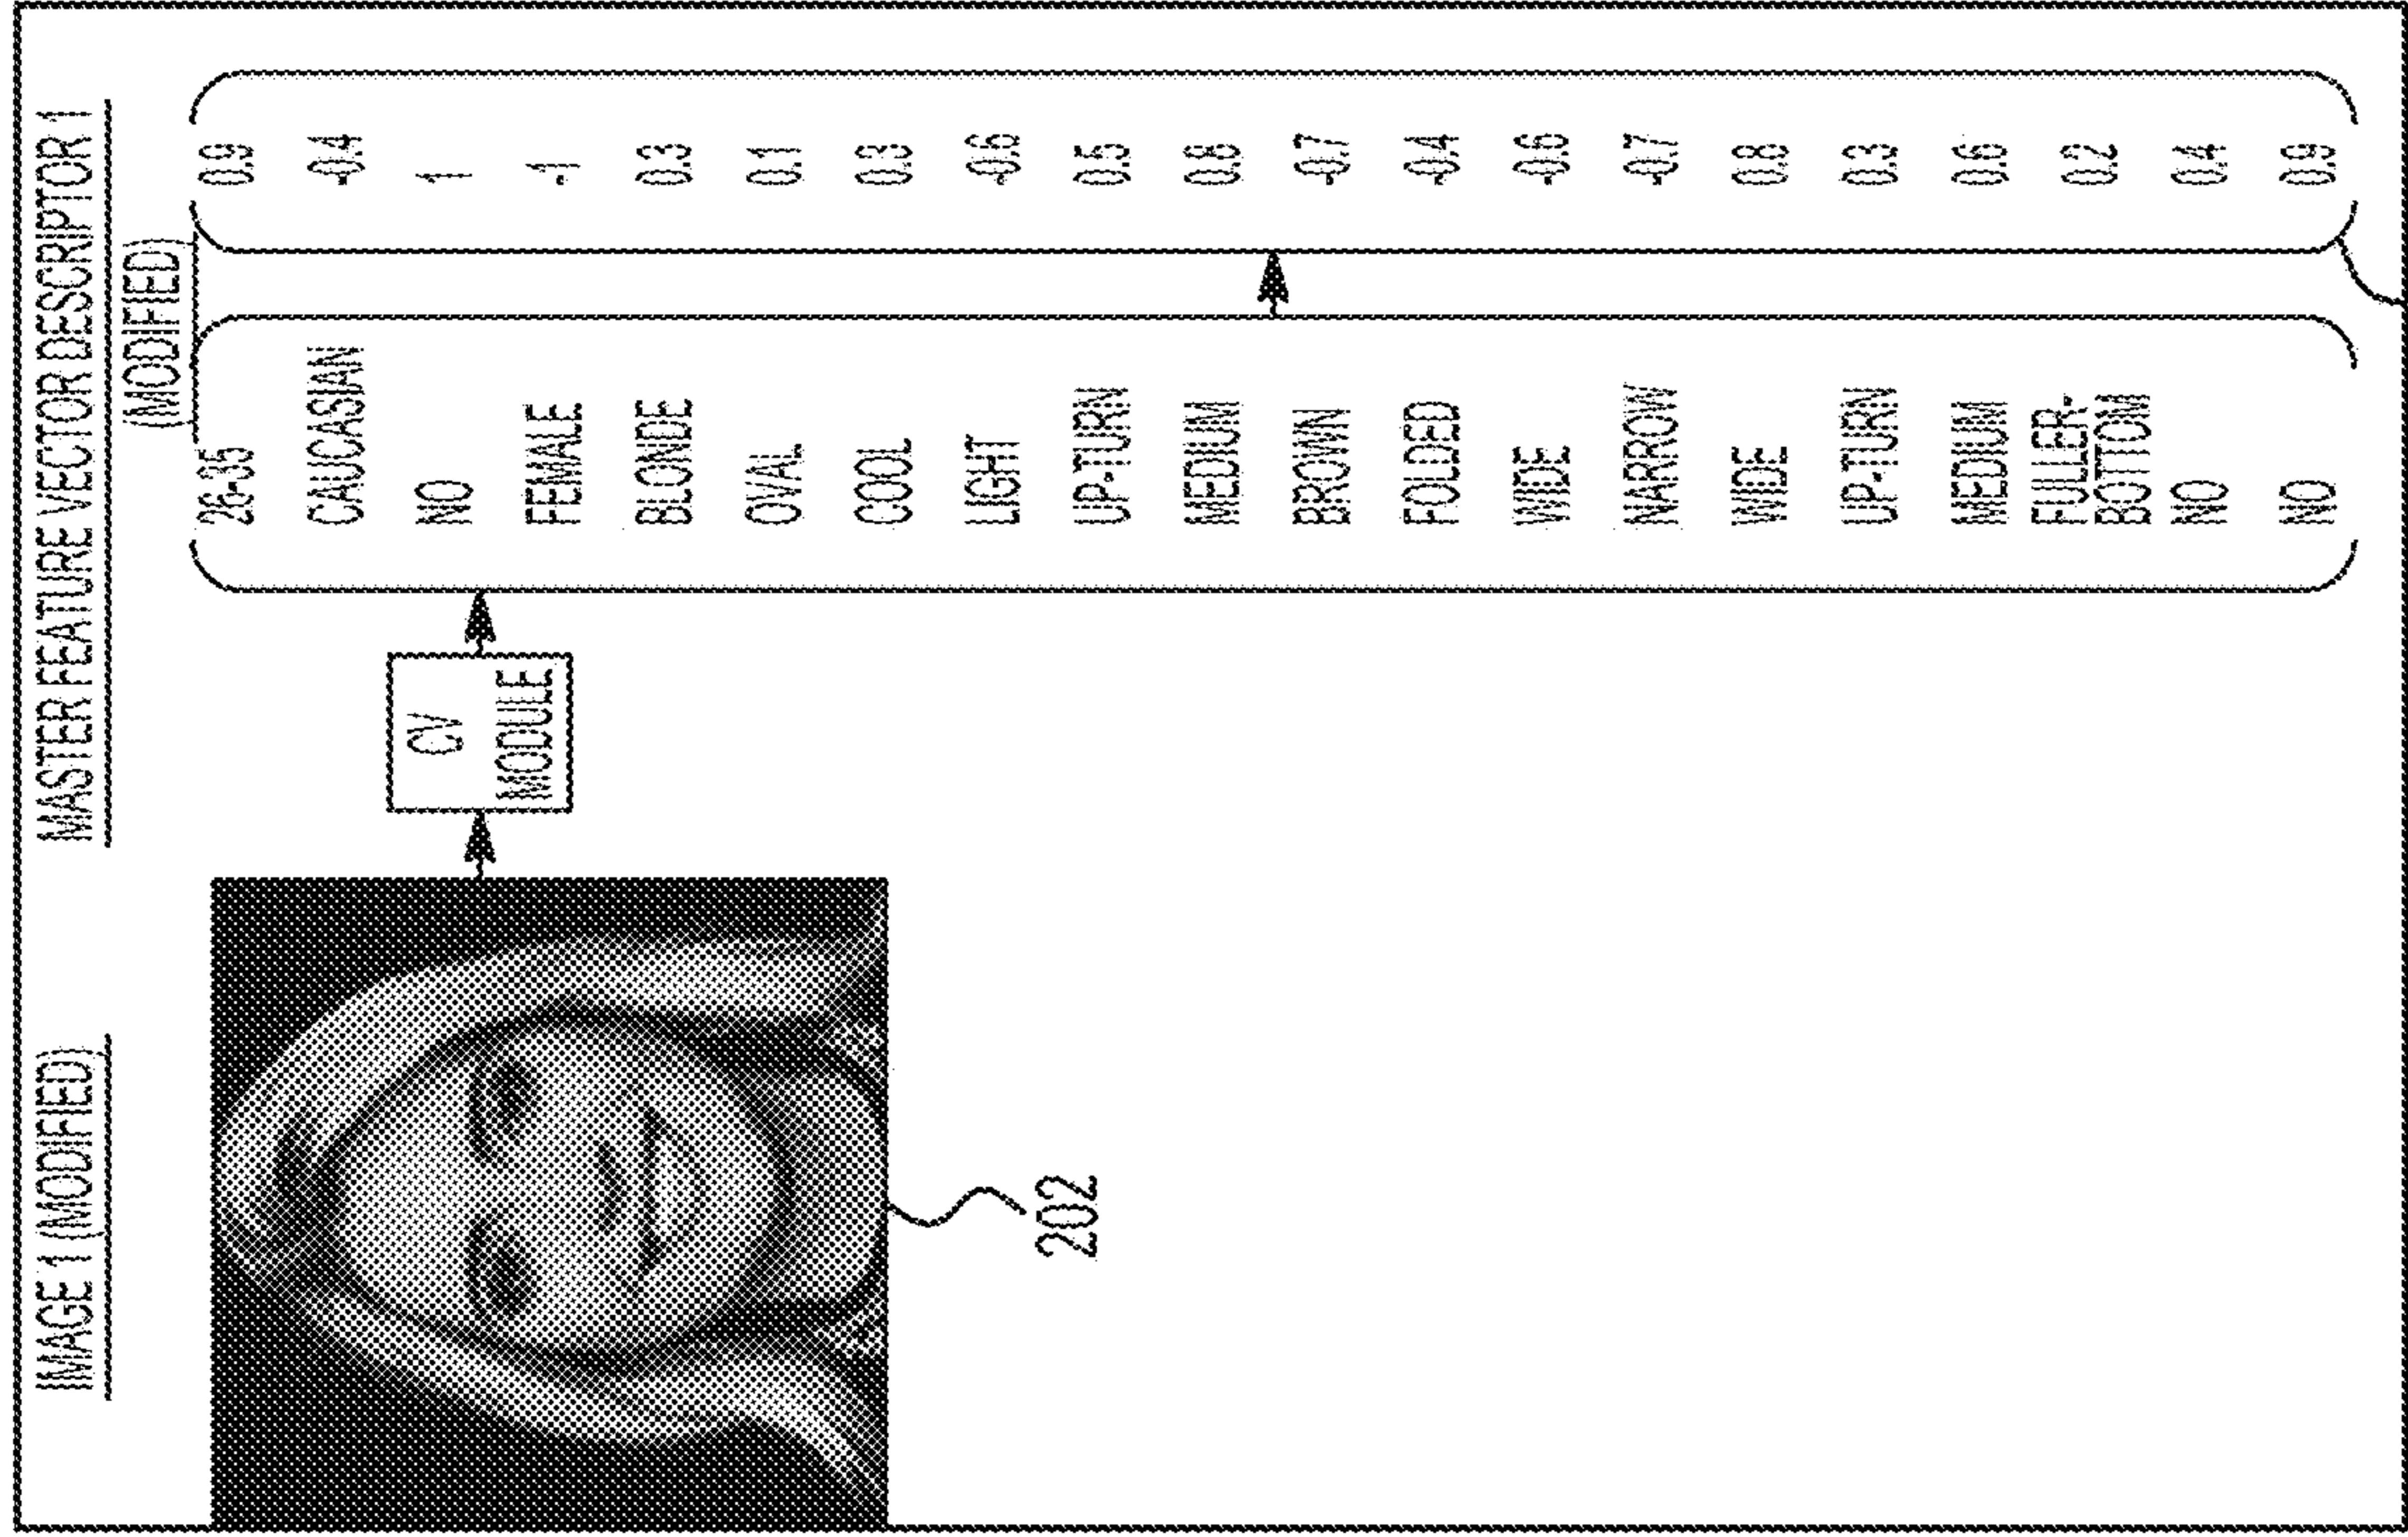 IMAGE 1 (MODIFIED)
MASTER FEATURE VECTOR DESCRIPTOR 1
(MODIFIED)
CV
MODULE
26-35
CAUCASIAN
NO
FEMALE
BLONDE
OVAL
COOL
LIGHT
UP-TURN
MEDIUM
BROWN
FOLDED
WIDE
NARROW
WIDE
UP-TURN
MEDIUM
FULLER-
BOTTOM
NO
NO
0.9
-0.4
1
-1
0.3
0.1
0.3
-0.6
0.5
0.8
-0.7
-0.4
-0.6
-0.7
0.8
0.3
0.6
0.2
0.4
0.9
202